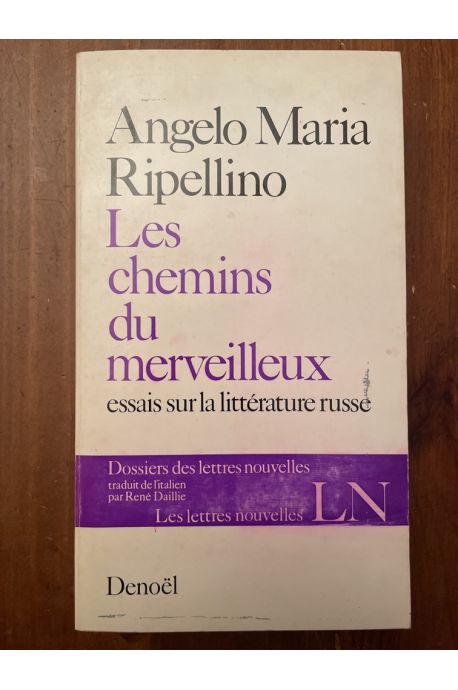 Angelo Maria
Ripellino
Les
chemins
du
merveilleux
essais sur la littérature russe
Dossiers des lettres nouvelles
traduit de l'italien
par René Daillie
Les lettres nouvelles LN
Denoël